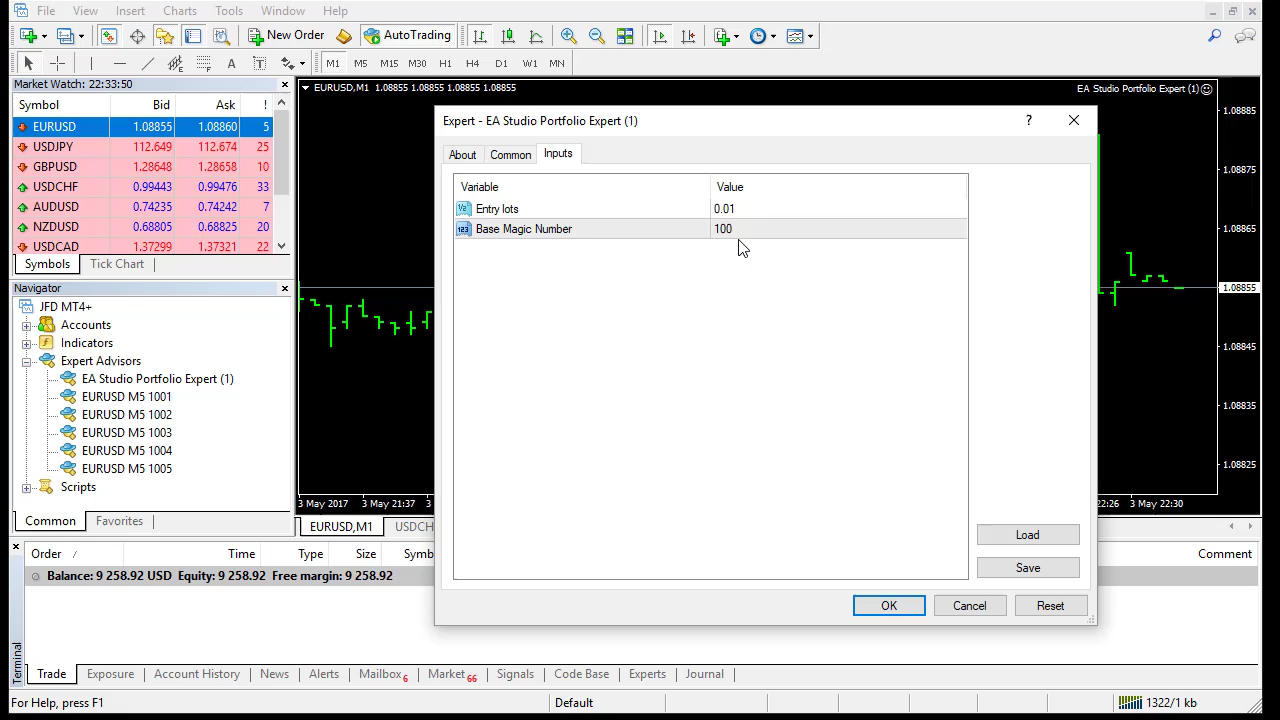 File View Insert Charts Tools Window Help
New Order AutoTrading
M1 M5 M15 M30 H1 H4 D1 W1 MN
Market Watch: 22:33:50
Symbol Bid Ask !
EURUSD 1.08855 1.08860 5
USDJPY 112.649 112.674 25
GBPUSD 1.28648 1.28658 10
USDCHF 0.99443 0.99476 33
AUDUSD 0.74235 0.74242 7
NZDUSD 0.68805 0.68825 20
USDCAD 1.37299 1.37321 22
Symbols Tick Chart
Navigator
JFD MT4+
Accounts
Indicators
Expert Advisors
EA Studio Portfolio Expert (1)
EURUSD M5 1001
EURUSD M5 1002
EURUSD M5 1003
EURUSD M5 1004
EURUSD M5 1005
Scripts
Common Favorites
EURUSD,M1 1.08855 1.08855 1.08855 1.08855
EA Studio Portfolio Expert (1)
1.08885
1.08875
1.08865
1.08855
1.08845
1.08835
1.08825
3 May 2017 3 May 21:37 3 22:26 3 May 22:30
EURUSD,M1 USDCH
Expert - EA Studio Portfolio Expert (1)
?
About Common Inputs
Variable Value
Entry lots 0.01
123 Base Magic Number 100
Load
Save
OK Cancel Reset
Order / Time Type Size Symb Comment
Balance: 9 258.92 USD Equity: 9 258.92 Free margin: 9 258.92
Terminal
Trade Exposure Account History News Alerts Mailbox 6 Market 66 Signals Code Base Experts Journal
For Help, press F1 Default 1322/1 kb